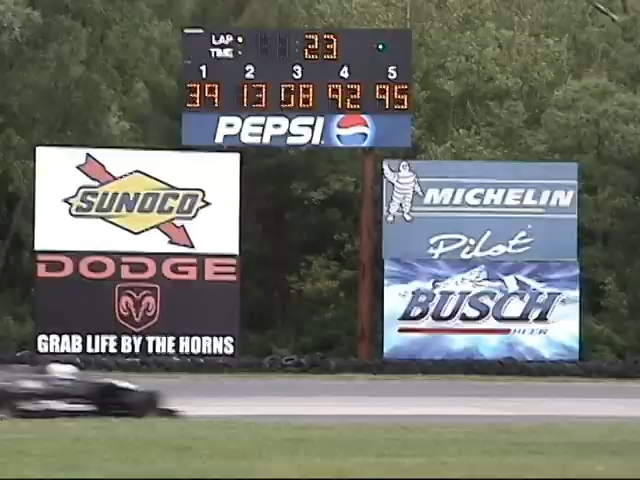 LAP
TIME
23
1 2 3 4 5
39 13 08 92 95
PEPSI
SUNOCO
DODGE
GRAB LIFE BY THE HORNS
MICHELIN
Pilot
BUSCH
BEER